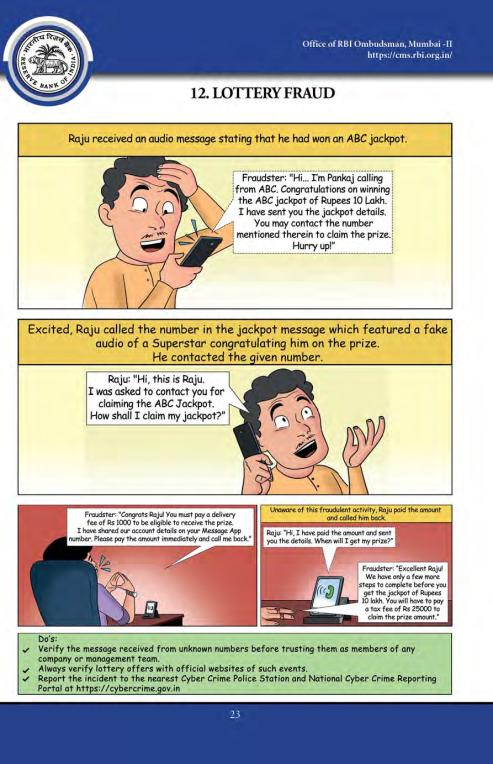 भारतीय रिज़र्व बैंक
RESERVE BANK OF INDIA
Office of RBI Ombudsman, Mumbai -II
https://cms.rbi.org.in/
12. LOTTERY FRAUD
Raju received an audio message stating that he had won an ABC jackpot.
Fraudster: "Hi... I'm Pankaj calling
from ABC. Congratulations on winning
the ABC jackpot of Rupees 10 Lakh.
I have sent you the jackpot details.
You may contact the number
mentioned therein to claim the prize.
Hurry up!"
Excited, Raju called the number in the jackpot message which featured a fake
audio of a Superstar congratulating him on the prize.
He contacted the given number.
Raju: "Hi, this is Raju.
I was asked to contact you for
claiming the ABC Jackpot.
How shall I claim my jackpot?"
Fraudster: "Congrats Raju! You must pay a delivery
fee of Rs 1000 to be eligible to receive the prize.
I have shared our account details on your Message App
number. Please pay the amount immediately and call me back."
Unaware of this fraudulent activity, Raju paid the amount
and called him back.
Raju: "Hi, I have paid the amount and sent
you the details. When will I get my prize?"
Fraudster: "Excellent Raju!
We have only a few more
steps to complete before you
get the jackpot of Rupees
10 lakh. You will have to pay
a tax fee of Rs 25000 to
claim the prize amount."
Do's:
✓ Verify the message received from unknown numbers before trusting them as members of any
company or management team.
✓ Always verify lottery offers with official websites of such events.
✓ Report the incident to the nearest Cyber Crime Police Station and National Cyber Crime Reporting
Portal at https://cybercrime.gov.in
23